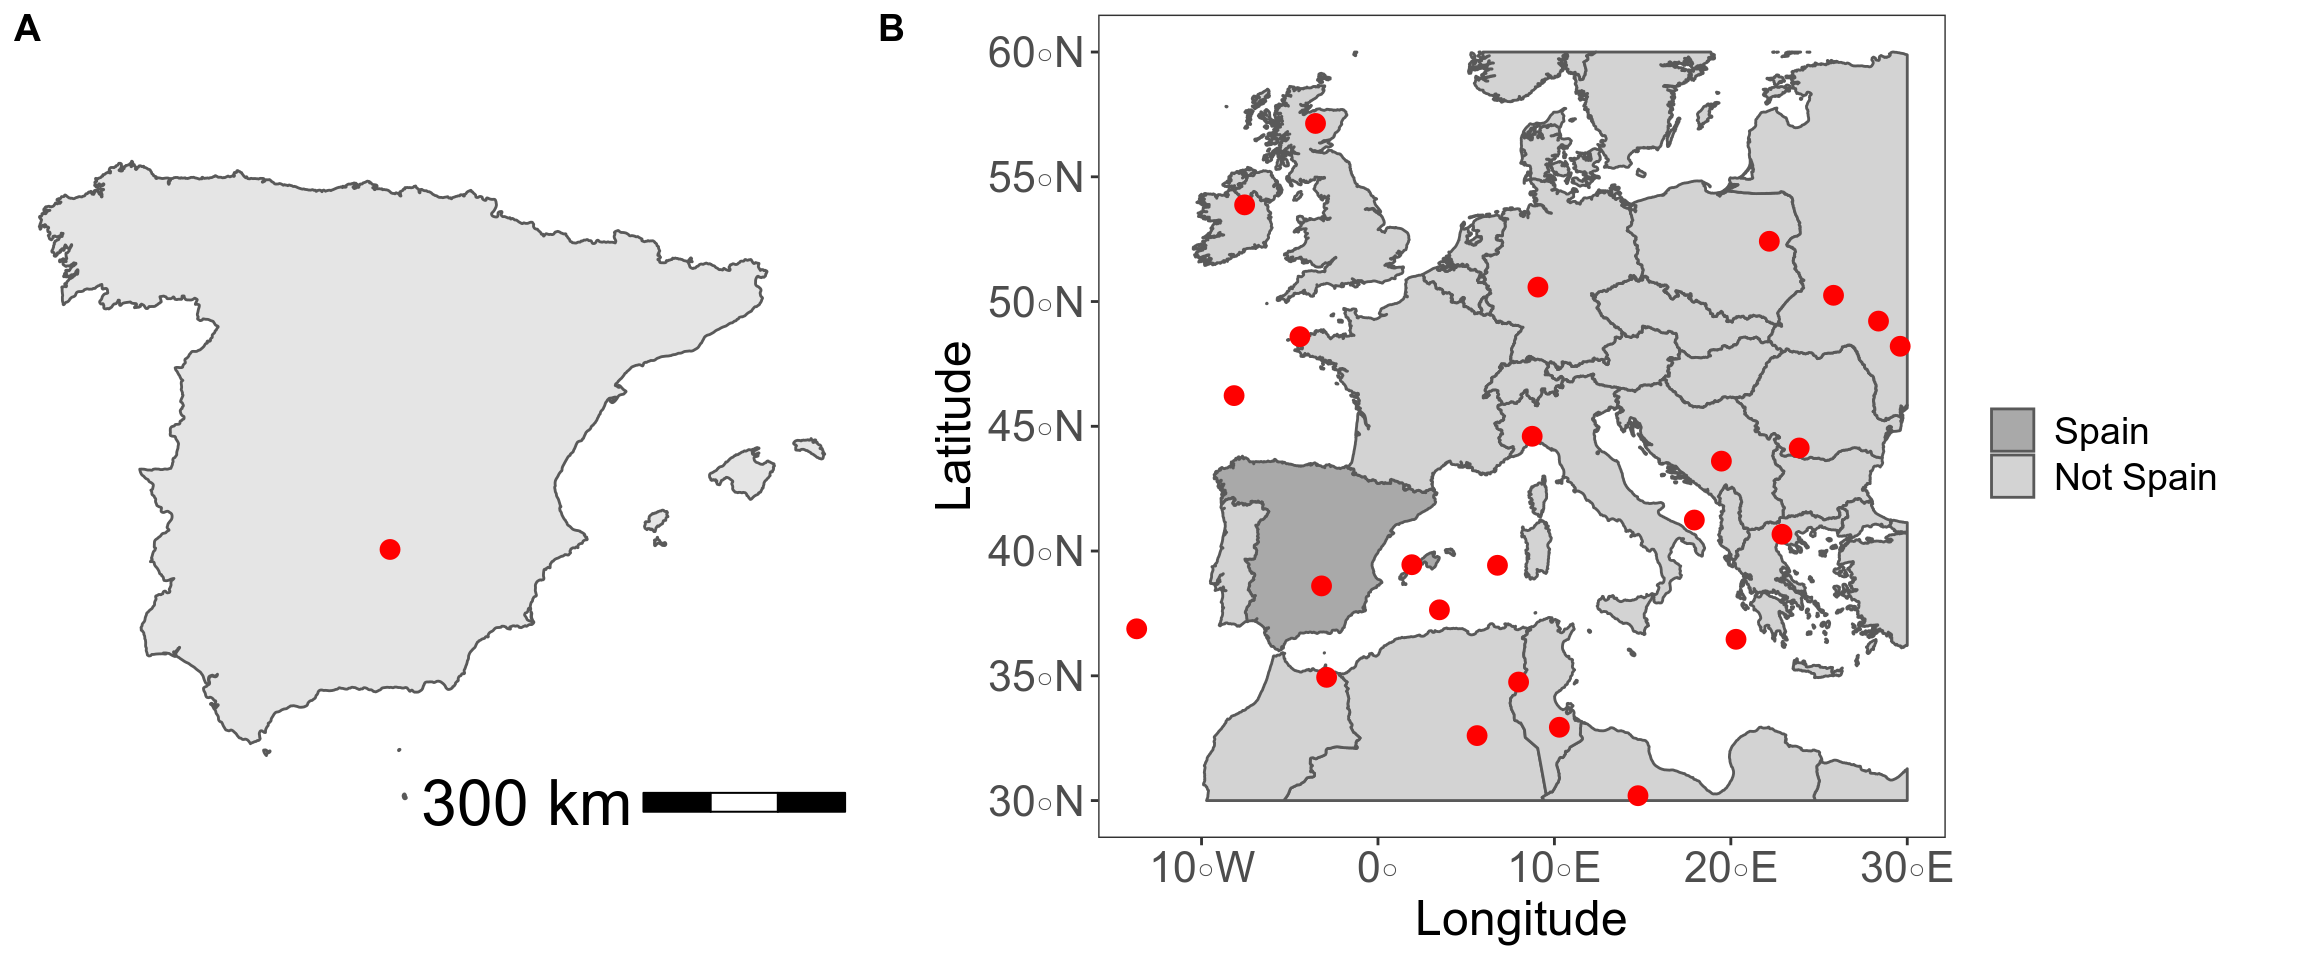 A
300 km
B
Latitude
60◦N
55◦N
50◦N
45◦N
40◦N
35◦N
30◦N
10◦W 0◦ 10◦E 20◦E 30◦E
Longitude
Spain
Not Spain